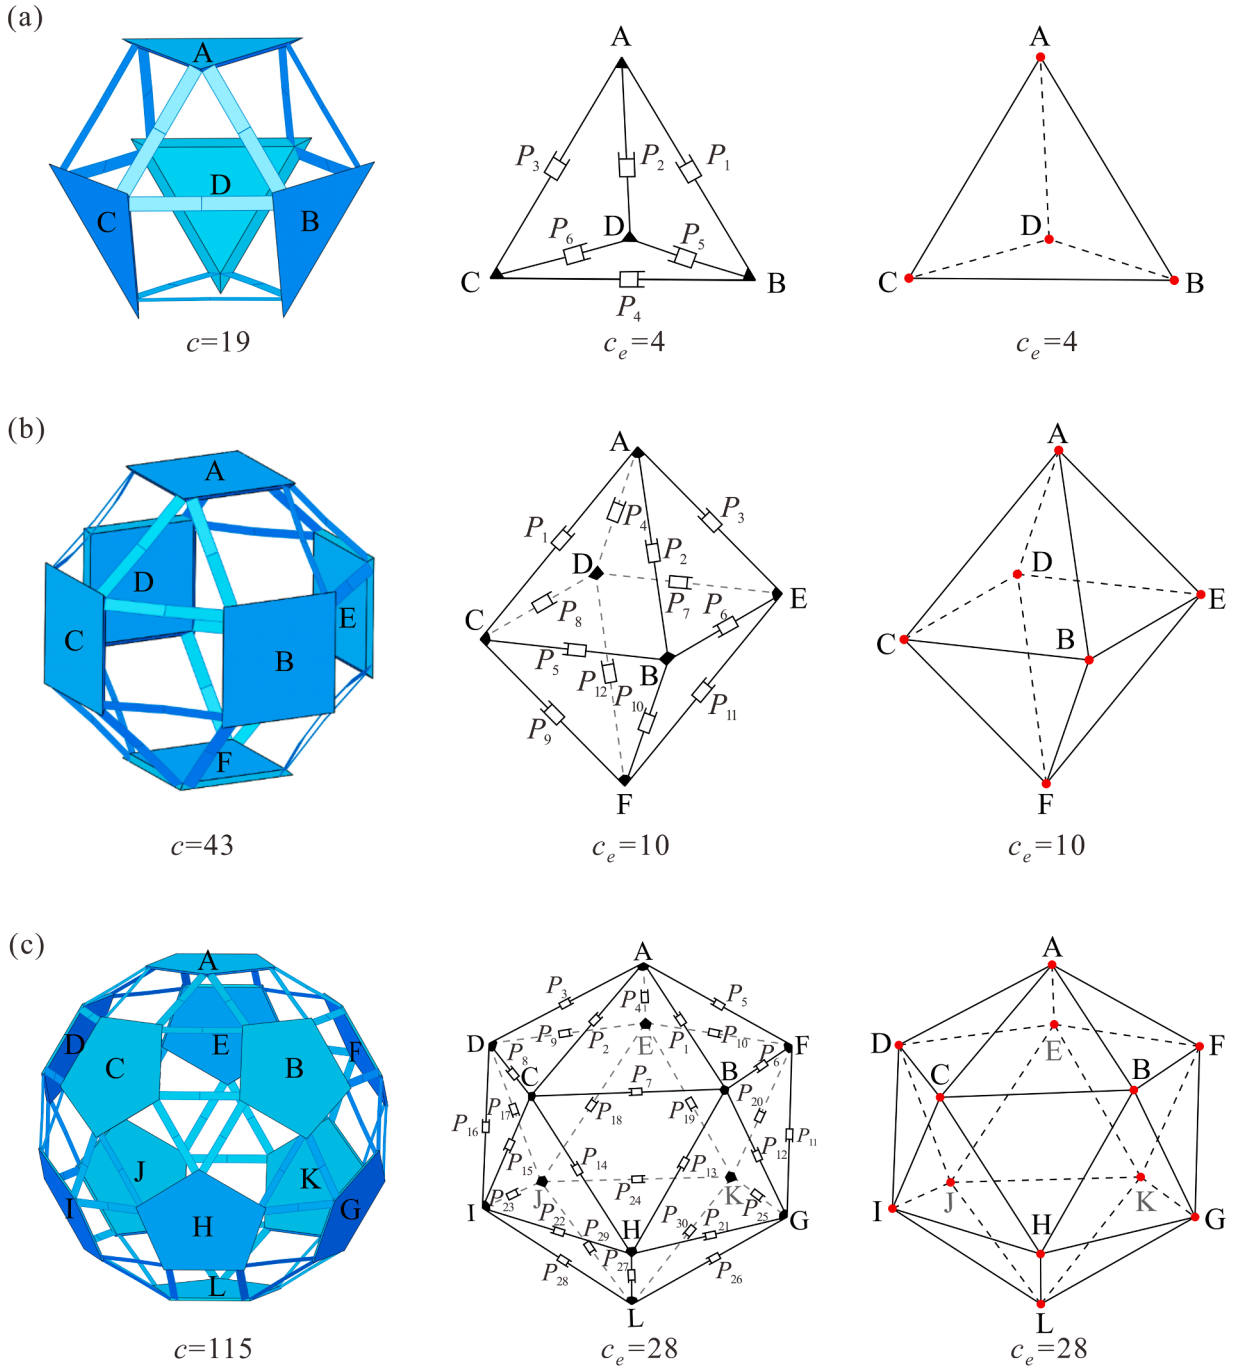 (a)
A
D
C
B
c=19
A
P3
P2
P1
D
P6
P5
C
B
P4
ce=4
A
D
C
B
ce=4
(b)
A
D
E
C
B
F
c=43
A
P1
P4
P3
P2
D
P7
E
P8
P6
C
P5
B
P12
P10
P11
P9
F
ce=10
A
D
E
C
B
F
ce=10
(c)
A
D
E
F
C
B
J
K
I
G
H
L
c=115
A
P3
P4
P5
D
P9
P2
E
P1
P10
F
P8
C
P7
B
P6
P17
P18
P19
P20
P16
P11
P15
P14
P13
P12
P23
J
P24
K
P25
I
P22
P29
H
P30
P21
G
P28
P27
P26
L
ce=28
A
D
E
F
C
B
J
K
I
H
G
L
ce=28